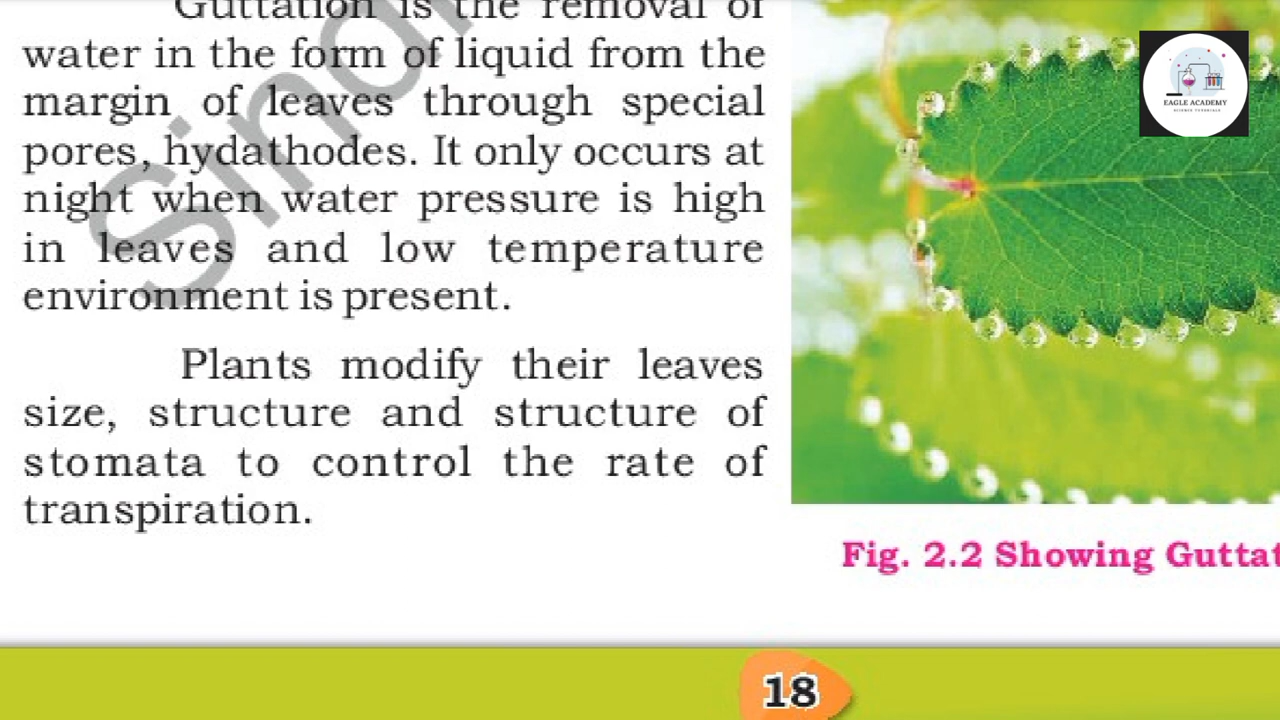 Guttation is the removal of
water in the form of liquid from the
margin of leaves through special
pores, hydathodes. It only occurs at
night when water pressure is high
in leaves and low temperature
environment is present.
Plants modify their leaves
size, structure and structure of
stomata to control the rate of
transpiration.
EAGLE ACADEMY
SCIENCE TUTORIALS
Fig. 2.2 Showing Guttat
18
Sind